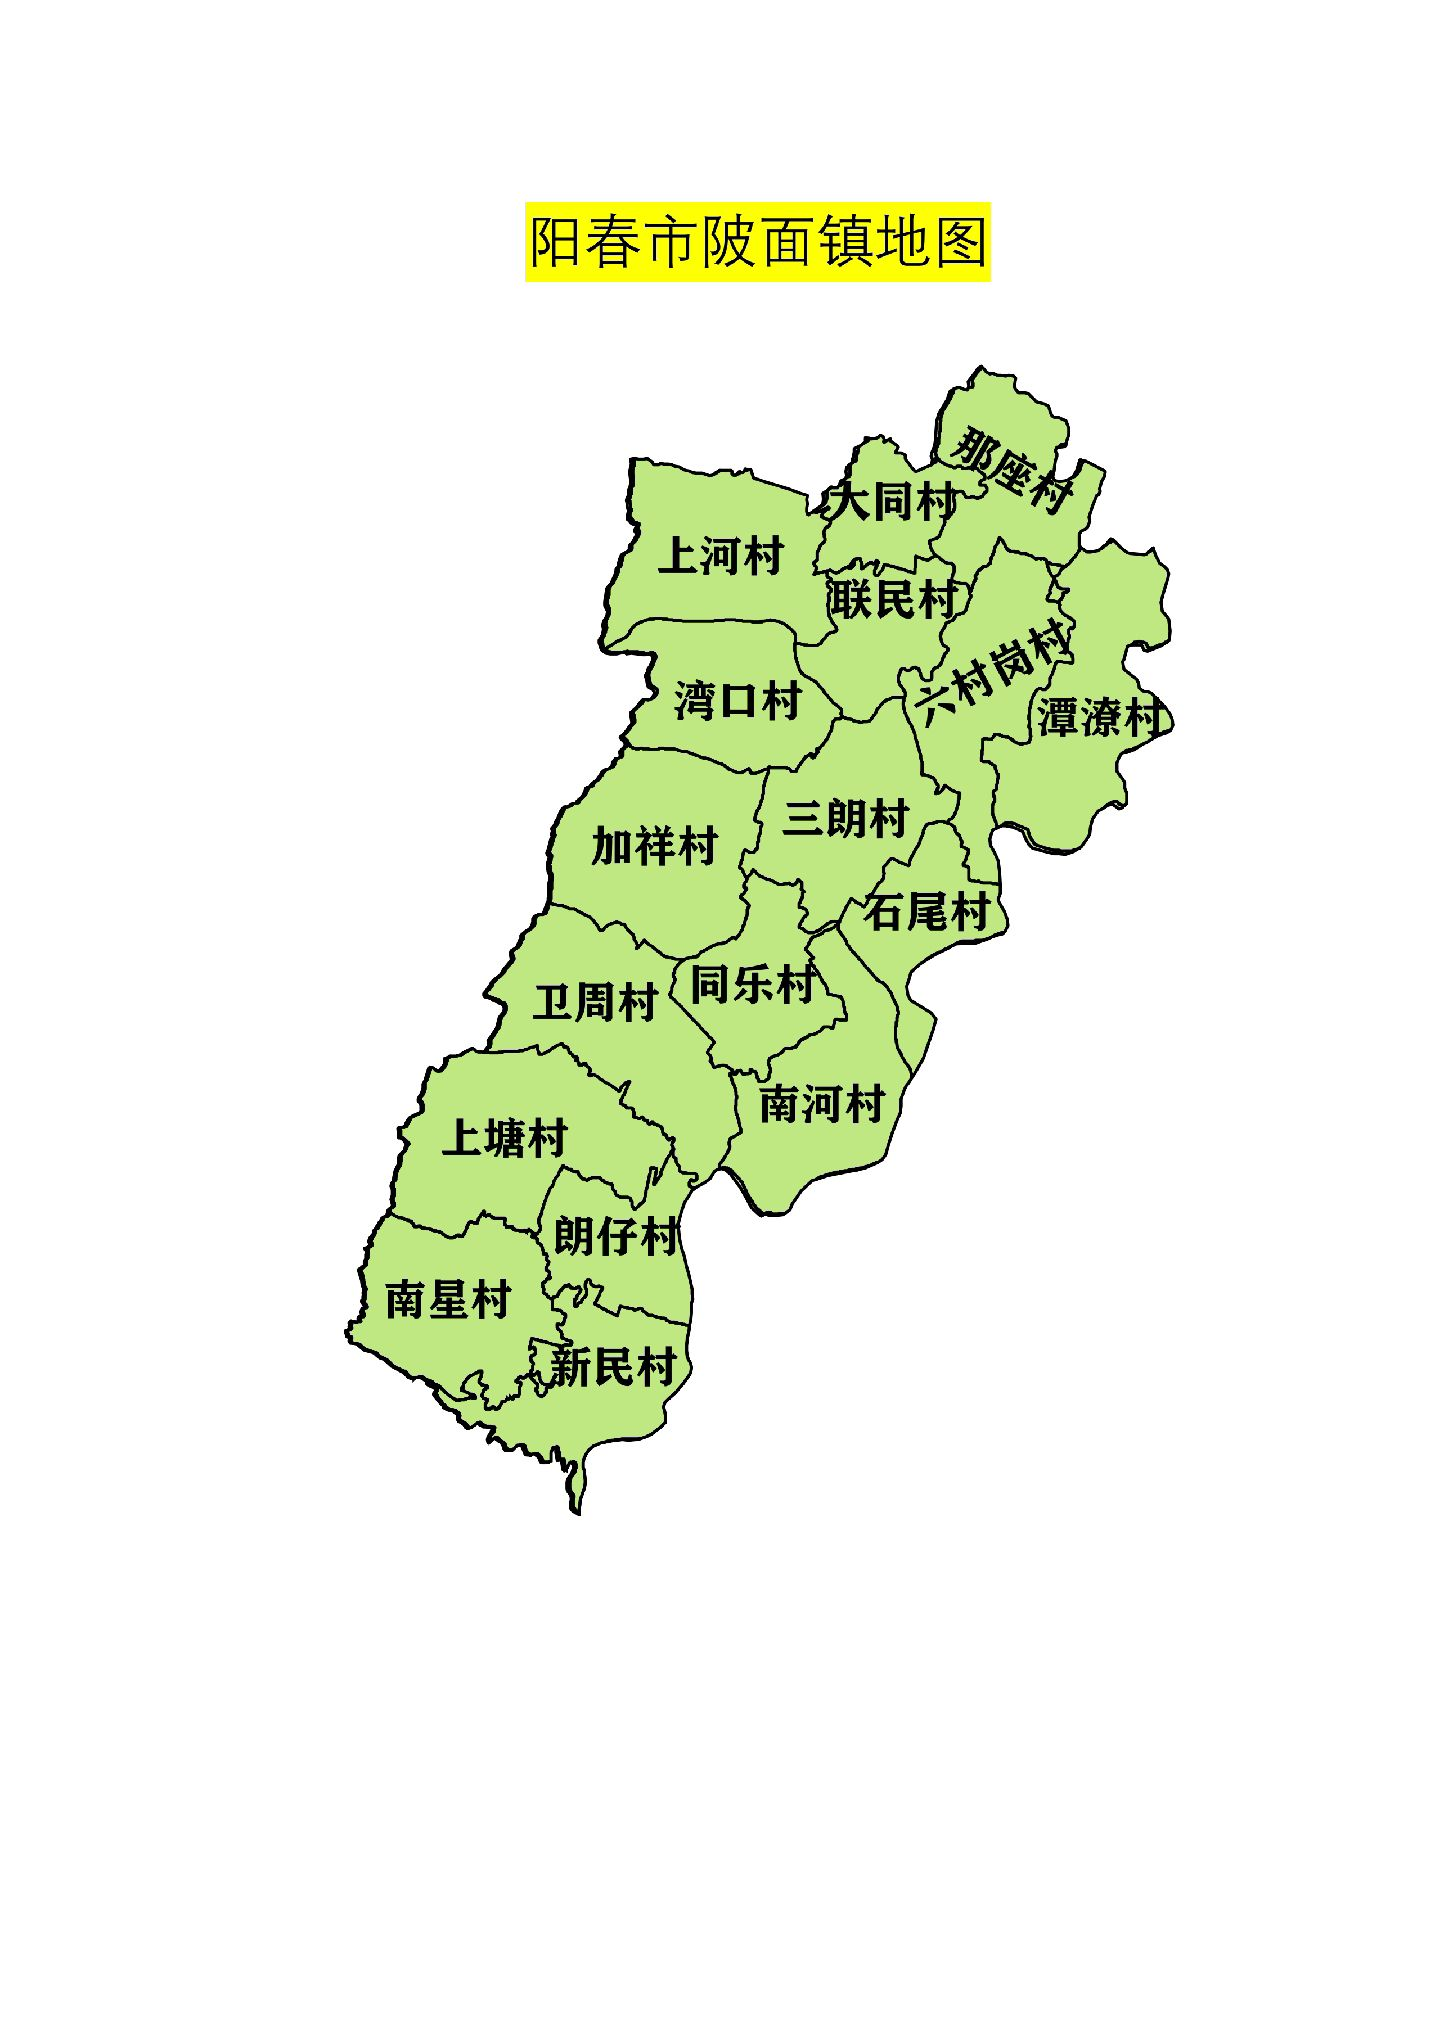 阳春市陂面镇地图
那座村
大同村
上河村
联民村
六村岗村
湾口村
潭潦村
三朗村
加祥村
石尾村
同乐村
卫周村
南河村
上塘村
朗仔村
南星村
新民村